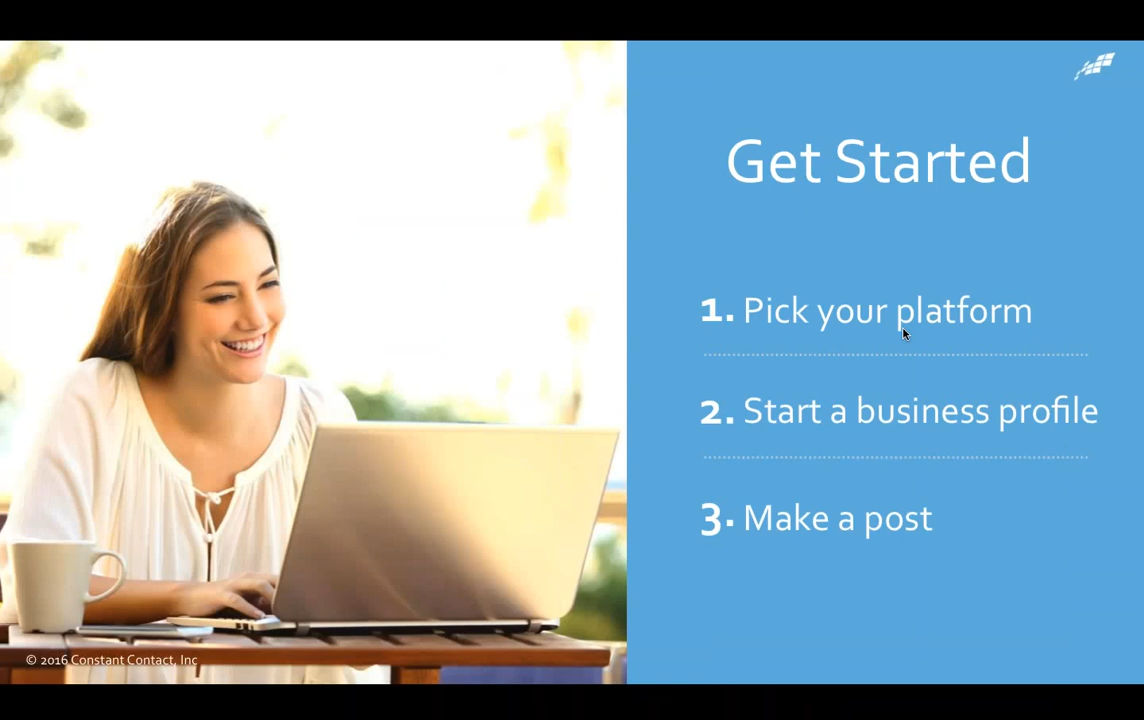 Get Started
1. Pick your platform
2. Start a business profile
3. Make a post
© 2016 Constant Contact, Inc